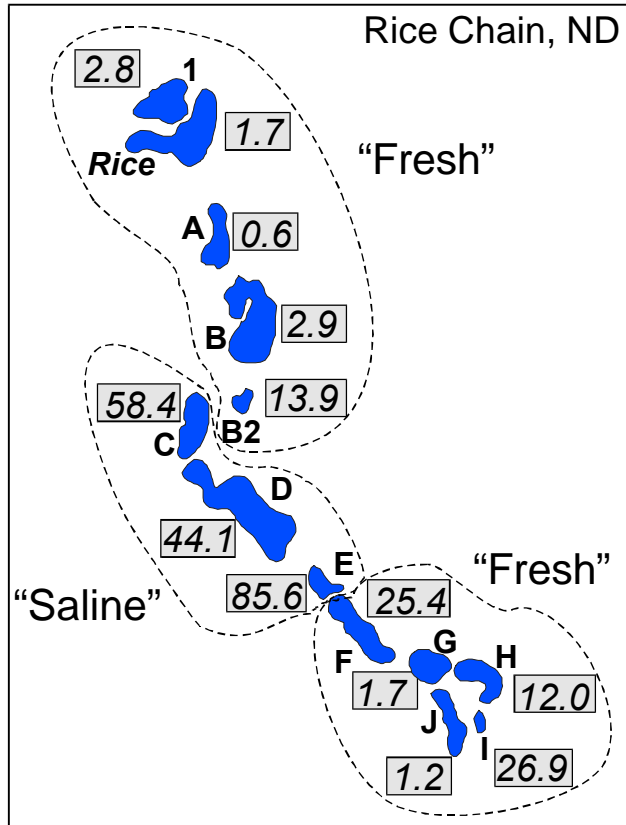 Rice Chain, ND
2.8
1
1.7
Rice
“Fresh”
A
0.6
B
2.9
58.4
13.9
B2
C
D
44.1
E
“Fresh”
85.6
25.4
“Saline”
F
G
H
1.7
12.0
J
I
1.2
26.9